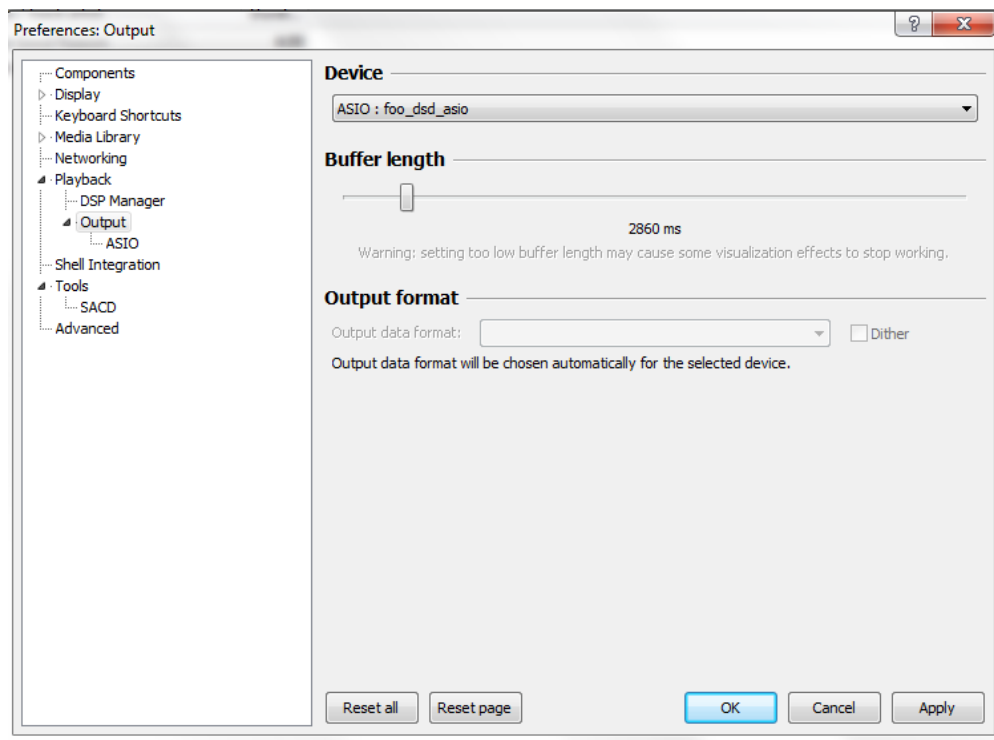 Preferences: Output
Components
Display
Keyboard Shortcuts
Media Library
Networking
Playback
DSP Manager
Output
ASIO
Shell Integration
Tools
SACD
Advanced
Device
ASIO : foo_dsd_asio
Buffer length
2860 ms
Warning: setting too low buffer length may cause some visualization effects to stop working.
Output format
Output data format:
Dither
Output data format will be chosen automatically for the selected device.
Reset all
Reset page
OK
Cancel
Apply